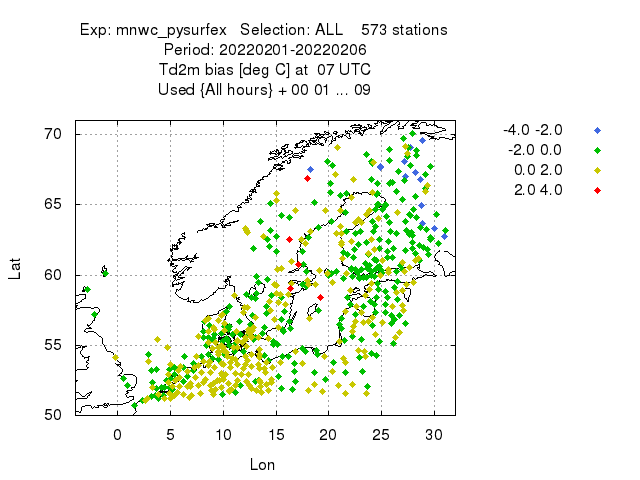 Exp: mnwc_pysurfex   Selection: ALL    573 stations
Period: 20220201-20220206
Td2m bias [deg C] at  07 UTC
Used {All hours} + 00 01 ... 09
-4.0 -2.0
-2.0 0.0
0.0 2.0
2.0 4.0
70
65
60
55
50
Lat
0 5 10 15 20 25 30
Lon